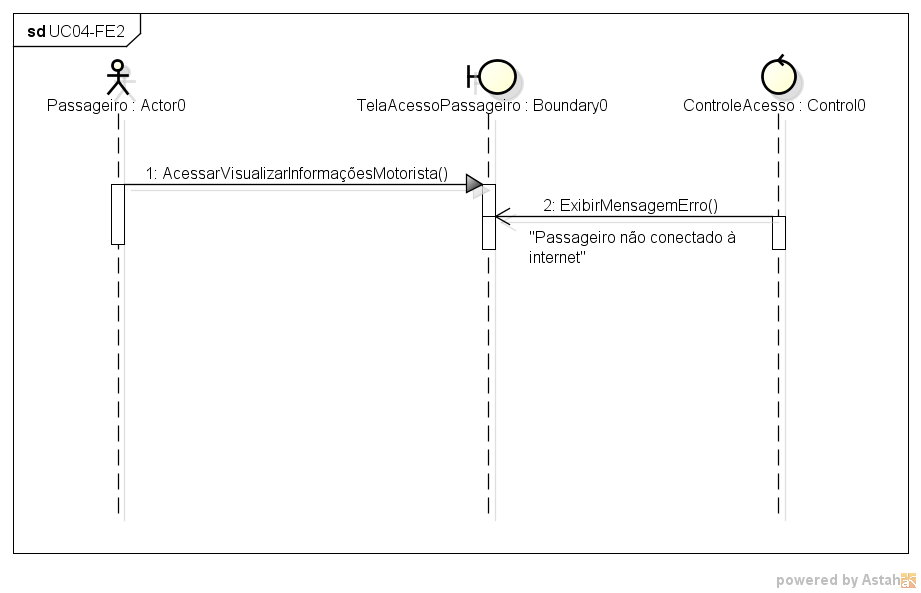 sd UC04-FE2
Passageiro : Actor0
TelaAcessoPassageiro : Boundary0
ControleAcesso : Control0
1: AcessarVisualizarInformaçõesMotorista()
2: ExibirMensagemErro()
"Passageiro não conectado à
internet"
powered by Astah